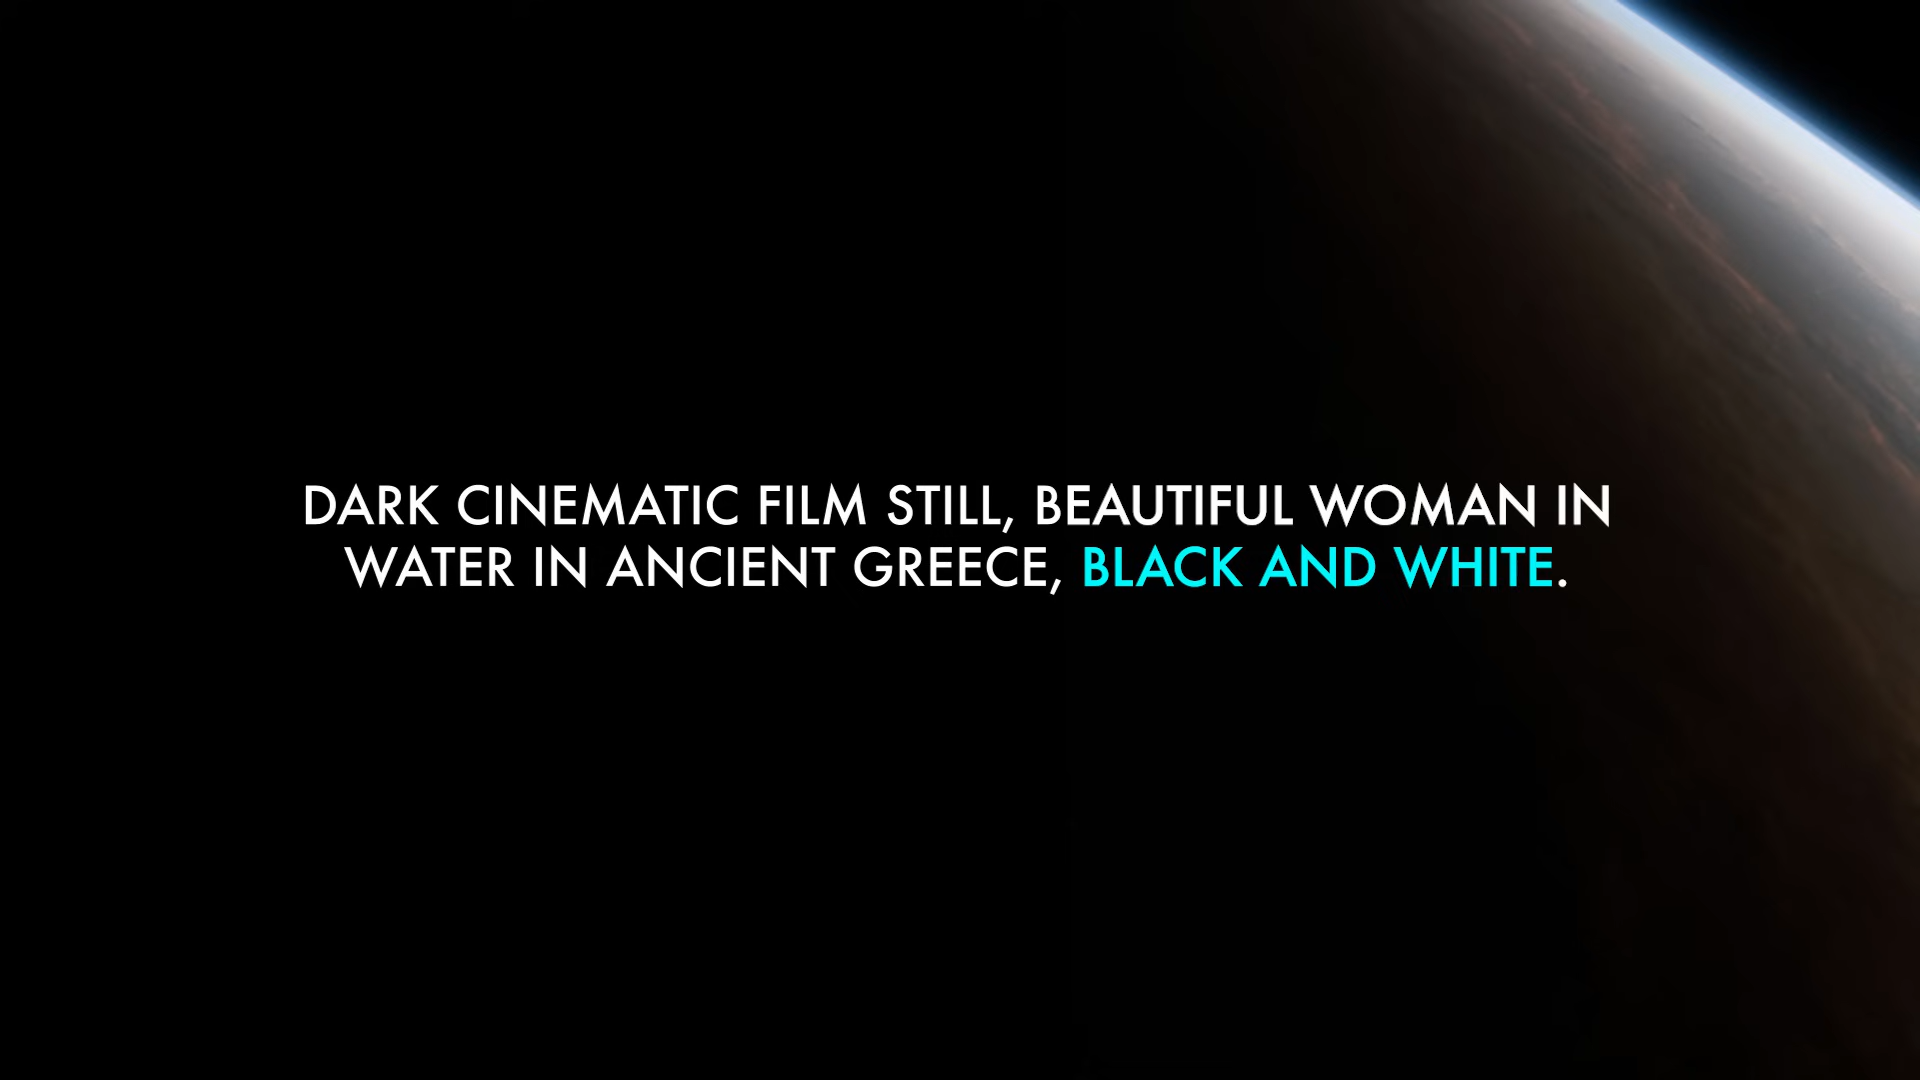 DARK CINEMATIC FILM STILL, BEAUTIFUL WOMAN IN
WATER IN ANCIENT GREECE, BLACK AND WHITE.